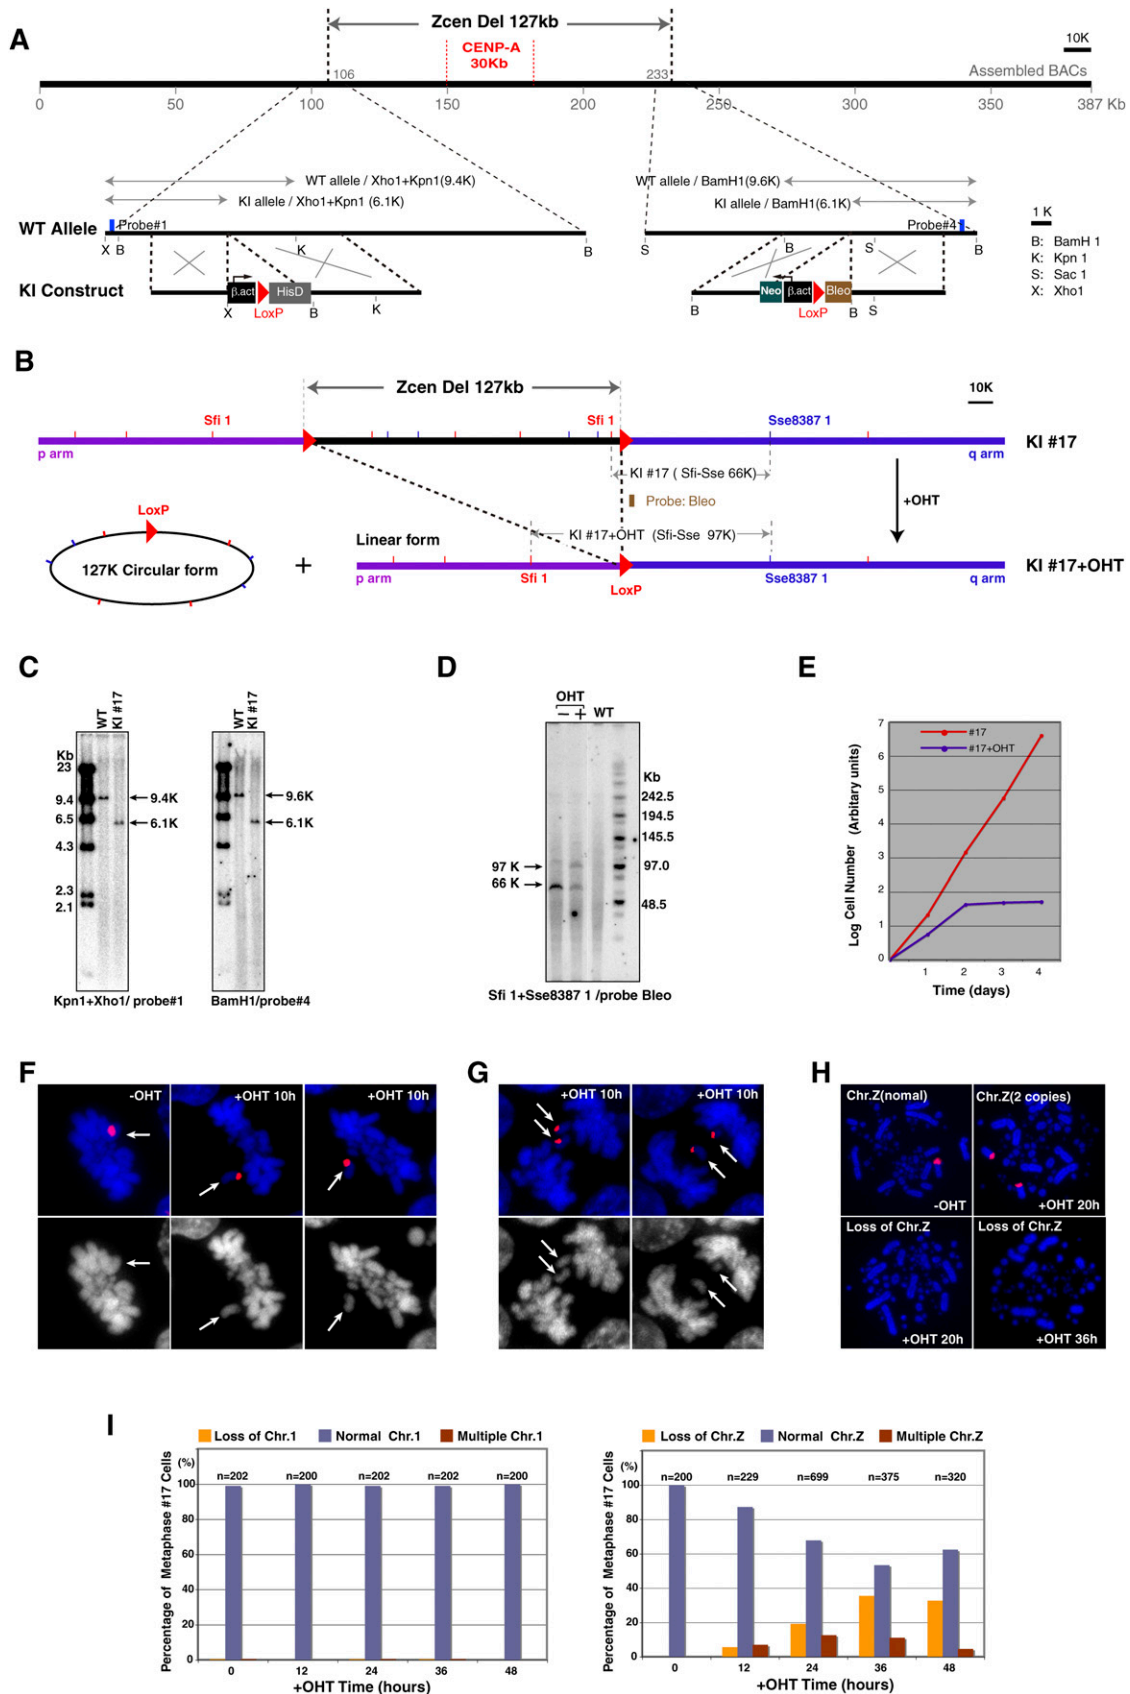 A
Zcen Del 127kb
CENP-A
30Kb
10K
106
233
Assembled BACs
0 50 100 150 200 250 300 350 387 Kb
WT allele / Xho1+Kpn1(9.4K)
KI allele / Xho1+Kpn1 (6.1K)
WT allele / BamH1(9.6K)
KI allele / BamH1(6.1K)
WT Allele
Probe#1
Probe#4
X B K B S B S B
1 K
B: BamH 1
K: Kpn 1
S: Sac 1
X: Xho1
KI Construct
β.act HisD
Neo β.act Bleo
X LoxP B K
B LoxP B S
B
Zcen Del 127kb
10K
Sfi 1
Sfi 1
Sse8387 1
KI #17
p arm
q arm
KI #17 ( Sfi-Sse 66K)
Probe: Bleo
+OHT
LoxP
127K Circular form
+
Linear form
KI #17+OHT (Sfi-Sse 97K)
p arm
Sfi 1
LoxP
Sse8387 1
q arm
KI #17+OHT
C
WT
KI #17
Kb
23
9.4
6.5
4.3
2.3
2.1
9.4K
6.1K
Kpn1+Xho1/ probe#1
WT
KI #17
9.6K
6.1K
BamH1/probe#4
D
OHT
− + WT
Kb
242.5
194.5
145.5
97.0
48.5
97 K
66 K
Sfi 1+Sse8387 1 /probe Bleo
E
Log Cell Number (Arbitary units)
7
6
5
4
3
2
1
0
#17
#17+OHT
1 2 3 4
Time (days)
F
-OHT
+OHT 10h
+OHT 10h
G
+OHT 10h
+OHT 10h
H
Chr.Z(nomal)
-OHT
Chr.Z(2 copies)
+OHT 20h
Loss of Chr.Z
+OHT 20h
Loss of Chr.Z
+OHT 36h
I
Loss of Chr.1 Normal Chr.1 Multiple Chr.1
Percentage of Metaphase #17 Cells
(%)
n=202 n=200 n=202 n=202 n=200
100
80
60
40
20
0
0 12 24 36 48
+OHT Time (hours)
Loss of Chr.Z Normal Chr.Z Multiple Chr.Z
Percentage of Metaphase #17 Cells
(%)
n=200 n=229 n=699 n=375 n=320
100
80
60
40
20
0
0 12 24 36 48
+OHT Time (hours)